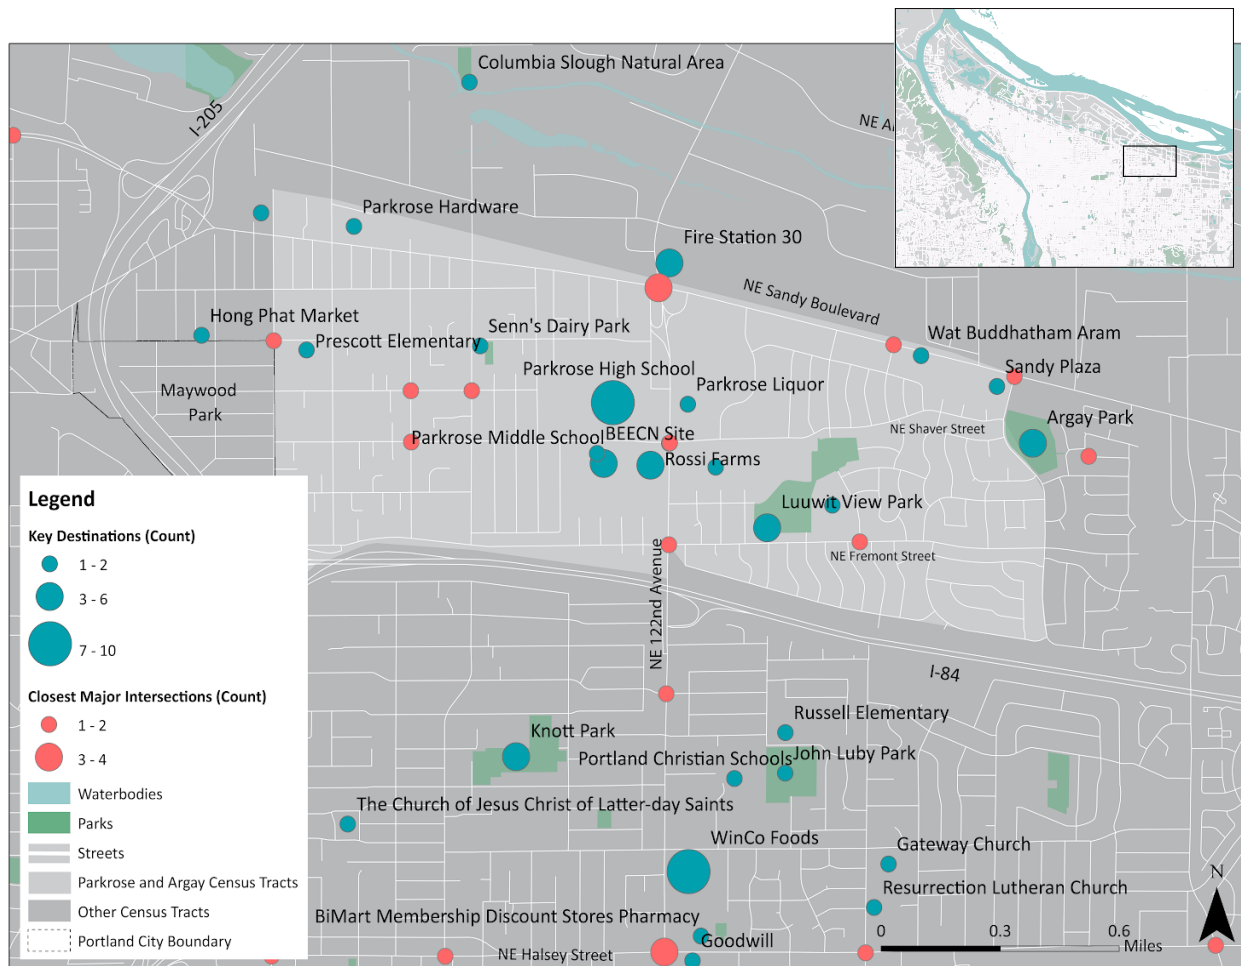 Columbia Slough Natural Area
I-205
NE A
Parkrose Hardware
Fire Station 30
NE Sandy Boulevard
Hong Phat Market
Senn's Dairy Park
Wat Buddhatham Aram
Prescott Elementary
Sandy Plaza
Parkrose High School
Maywood
Park
Parkrose Liquor
Argay Park
NE Shaver Street
Parkrose Middle School
BEECN Site
Rossi Farms
Luuwit View Park
NE Fremont Street
NE 122nd Avenue
I-84
Legend
Key Destinations (Count)
1 - 2
3 - 6
7 - 10
Closest Major Intersections (Count)
1 - 2
3 - 4
Waterbodies
Parks
Streets
Parkrose and Argay Census Tracts
Other Census Tracts
Portland City Boundary
Russell Elementary
Knott Park
John Luby Park
Portland Christian Schools
The Church of Jesus Christ of Latter-day Saints
WinCo Foods
Gateway Church
Resurrection Lutheran Church
BiMart Membership Discount Stores Pharmacy
Goodwill
NE Halsey Street
N
0
0.3
0.6
Miles